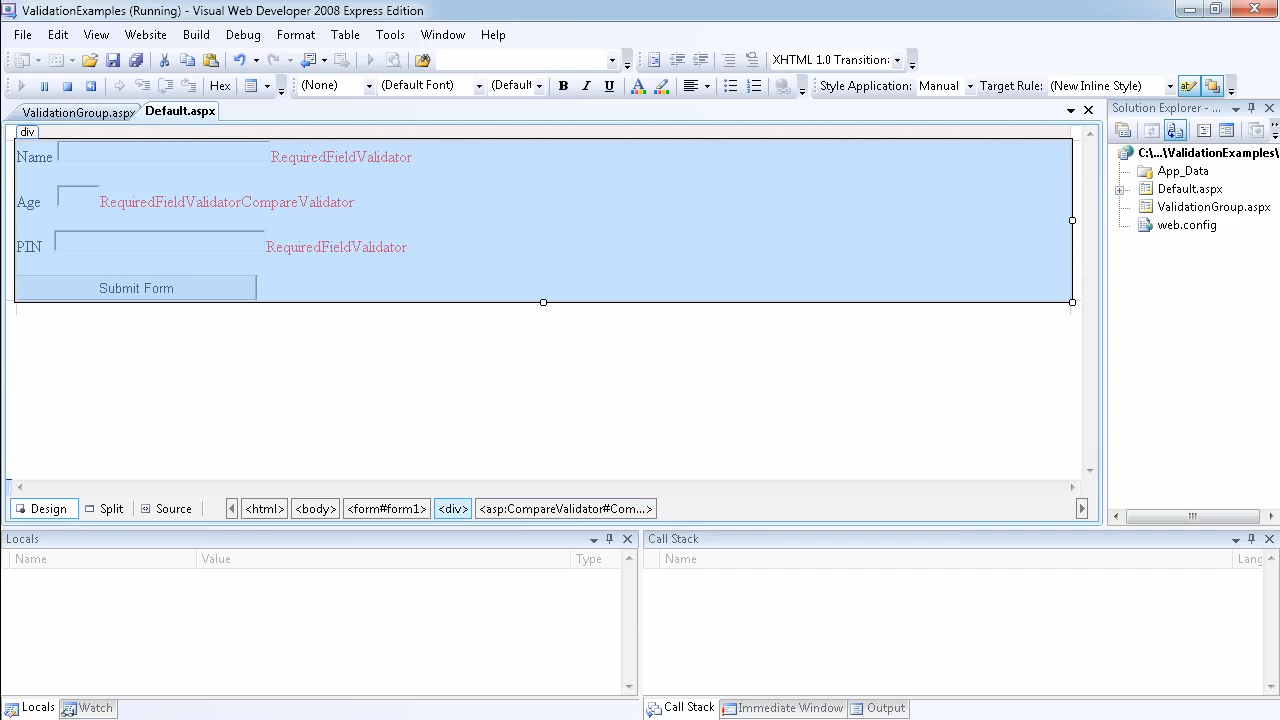 ValidationExamples (Running) - Visual Web Developer 2008 Express Edition
File Edit View Website Build Debug Format Table Tools Window Help
XHTML 1.0 Transition:
Hex (None) (Default Font) (Default B I U A Style Application: Manual Target Rule: (New Inline Style)
ValidationGroup.aspx Default.aspx
Solution Explorer - ...
div
Name RequiredFieldValidator
Age RequiredFieldValidatorCompareValidator
PIN RequiredFieldValidator
Submit Form
C:\...\ValidationExamples\
App_Data
Default.aspx
ValidationGroup.aspx
web.config
Design Split Source <html> <body> <form#form1> <div> <asp:CompareValidator#Com...>
Locals
Name Value Type
Call Stack
Name Lang
Locals Watch
Call Stack Immediate Window Output